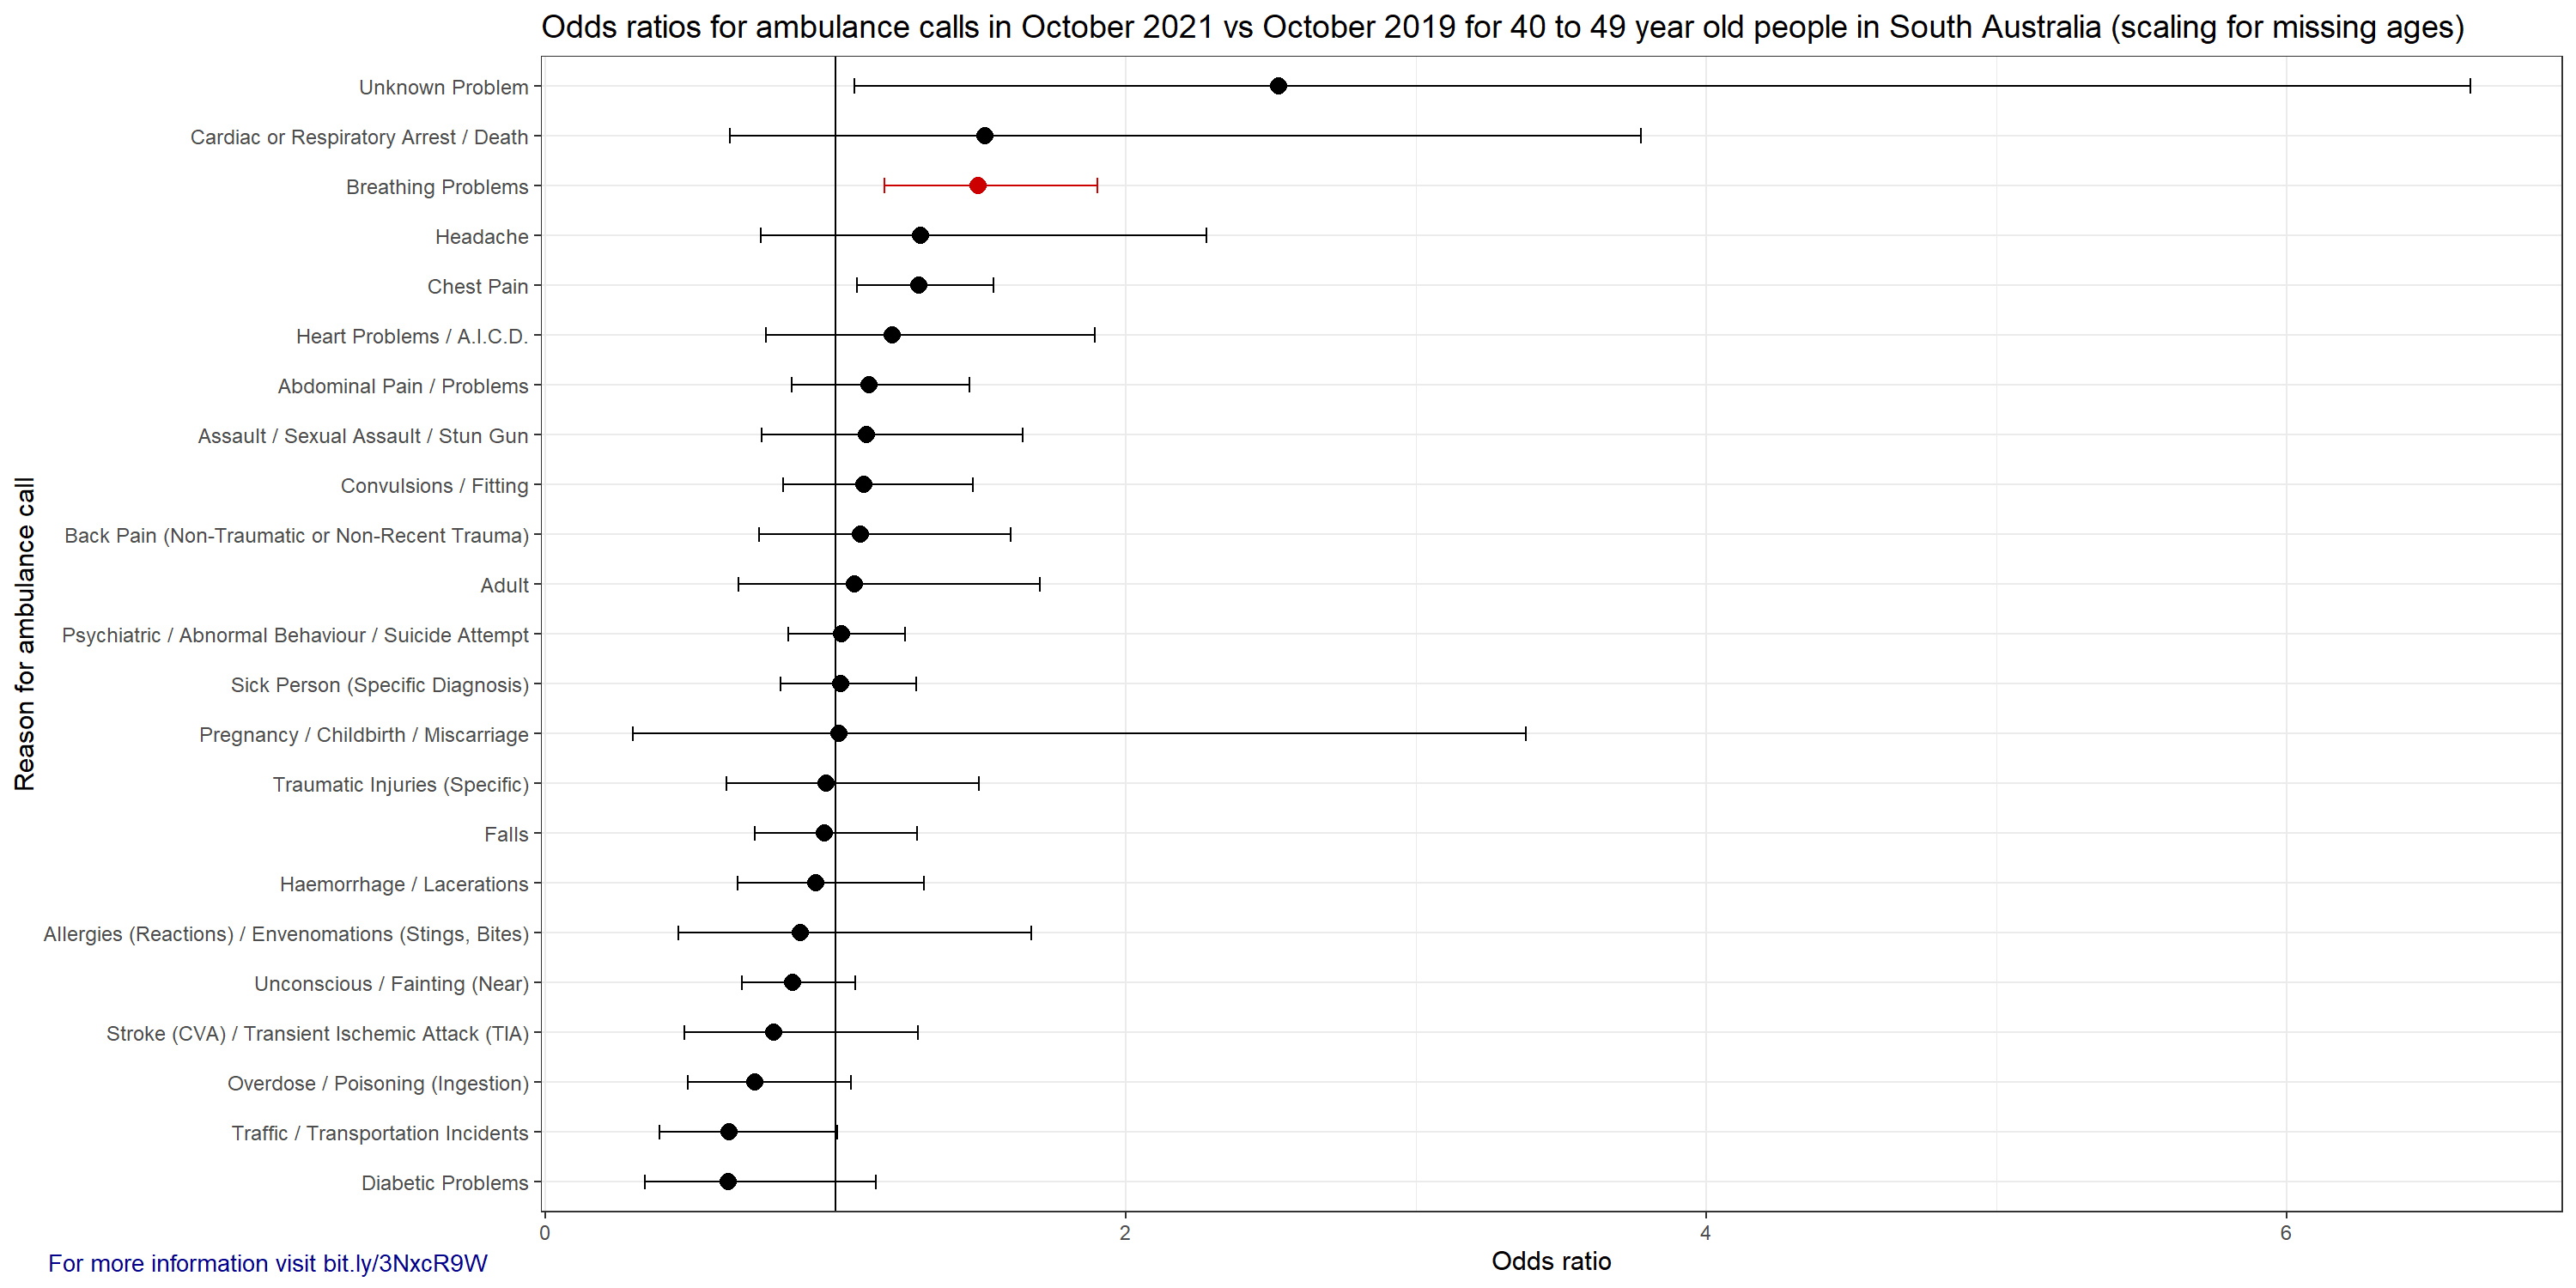 Odds ratios for ambulance calls in October 2021 vs October 2019 for 40 to 49 year old people in South Australia (scaling for missing ages)
Reason for ambulance call
Unknown Problem
Cardiac or Respiratory Arrest / Death
Breathing Problems
Headache
Chest Pain
Heart Problems / A.I.C.D.
Abdominal Pain / Problems
Assault / Sexual Assault / Stun Gun
Convulsions / Fitting
Back Pain (Non-Traumatic or Non-Recent Trauma)
Adult
Psychiatric / Abnormal Behaviour / Suicide Attempt
Sick Person (Specific Diagnosis)
Pregnancy / Childbirth / Miscarriage
Traumatic Injuries (Specific)
Falls
Haemorrhage / Lacerations
Allergies (Reactions) / Envenomations (Stings, Bites)
Unconscious / Fainting (Near)
Stroke (CVA) / Transient Ischemic Attack (TIA)
Overdose / Poisoning (Ingestion)
Traffic / Transportation Incidents
Diabetic Problems
0 2 4 6
Odds ratio
For more information visit bit.ly/3NxcR9W